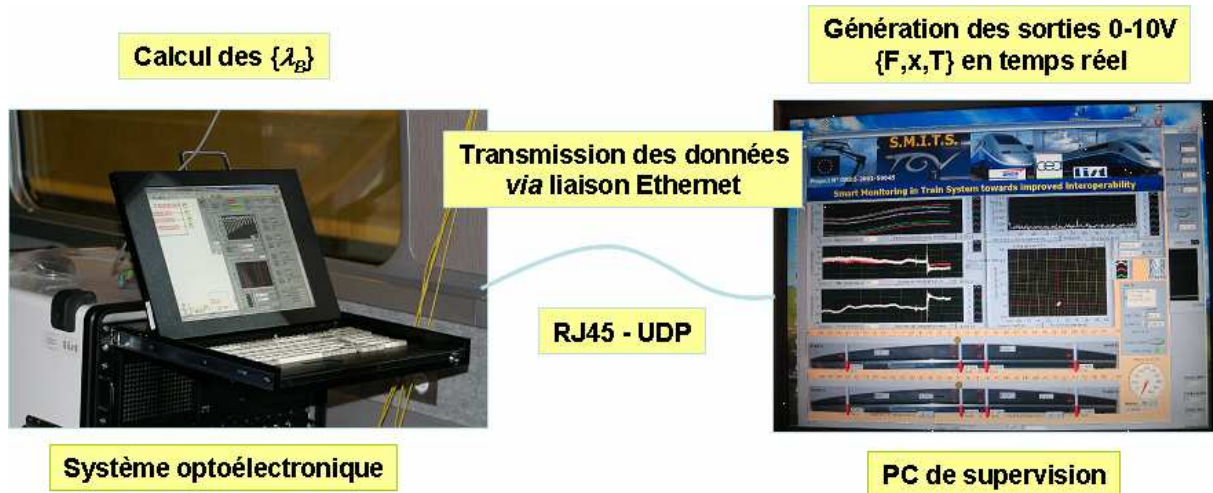 Calcul des {λB}
Génération des sorties 0-10V
{F,x,T} en temps réel
Transmission des données
via liaison Ethernet
S.M.I.T.S.
TGV
Smart Monitoring in Train System towards improved Interoperability
RJ45 - UDP
Système optoélectronique
PC de supervision